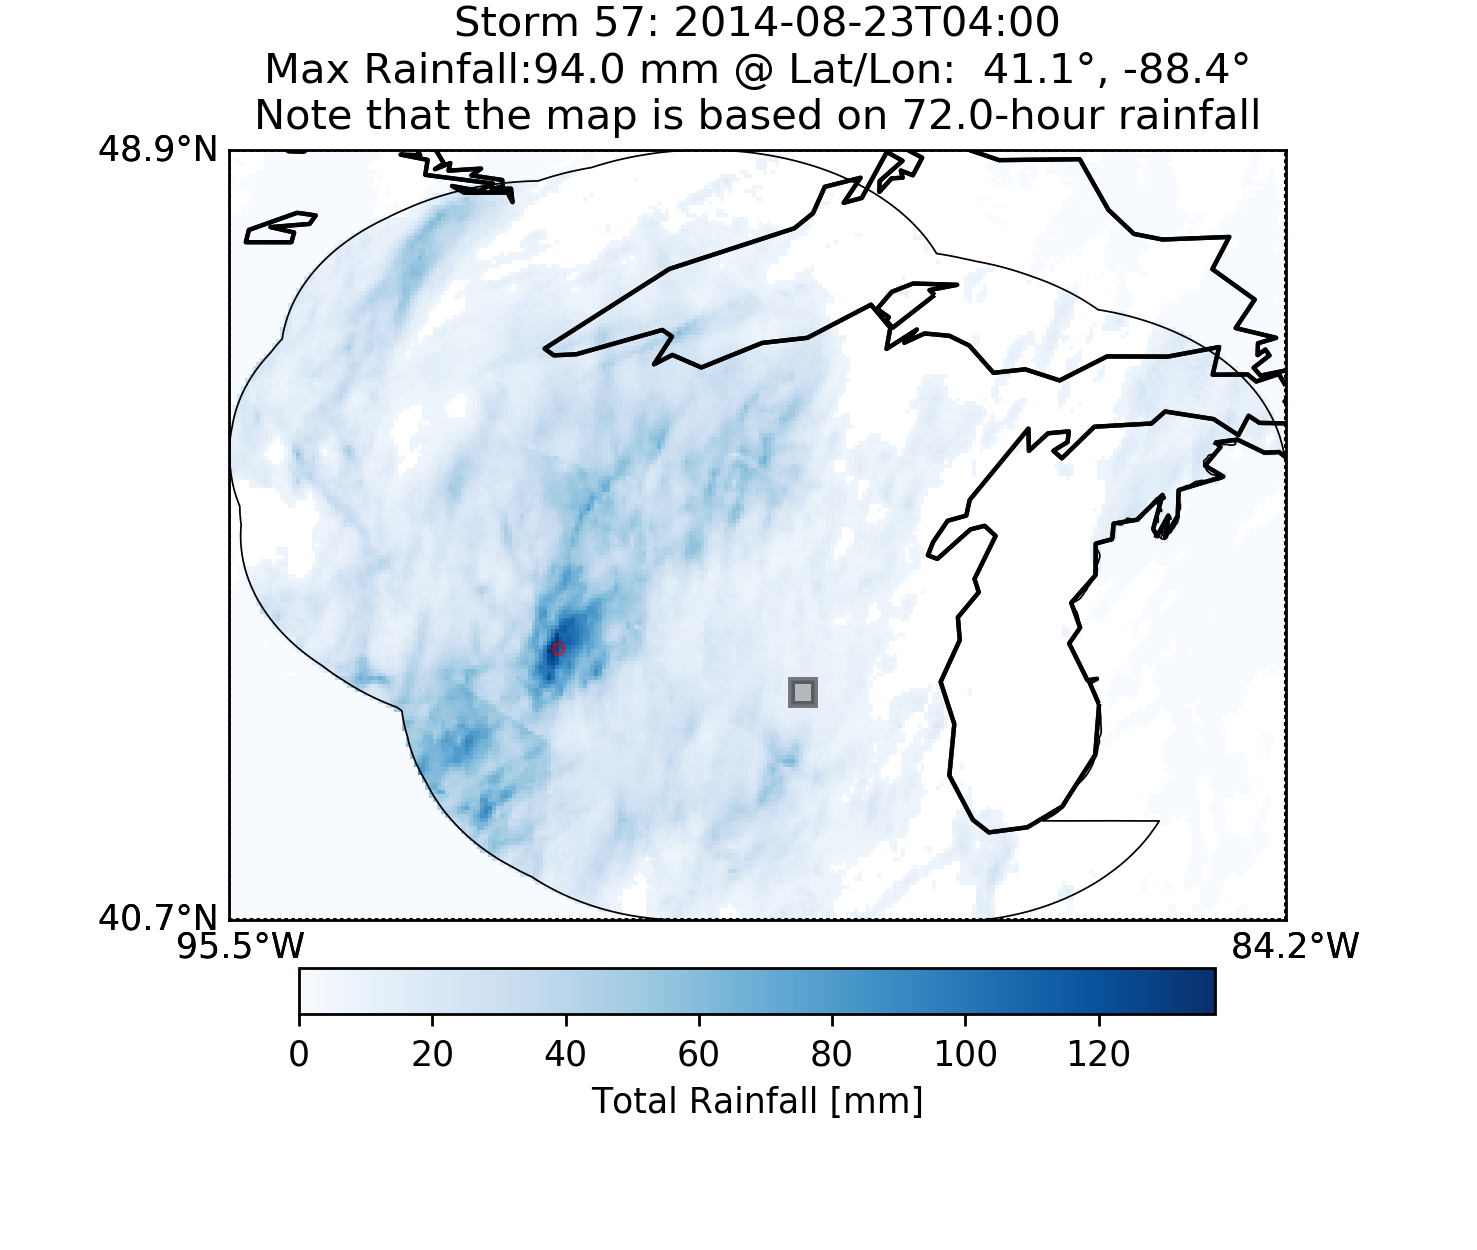 Storm 57: 2014-08-23T04:00
Max Rainfall:94.0 mm @ Lat/Lon:  41.1°, -88.4°
Note that the map is based on 72.0-hour rainfall
48.9°N
40.7°N
95.5°W 84.2°W
0 20 40 60 80 100 120
Total Rainfall [mm]